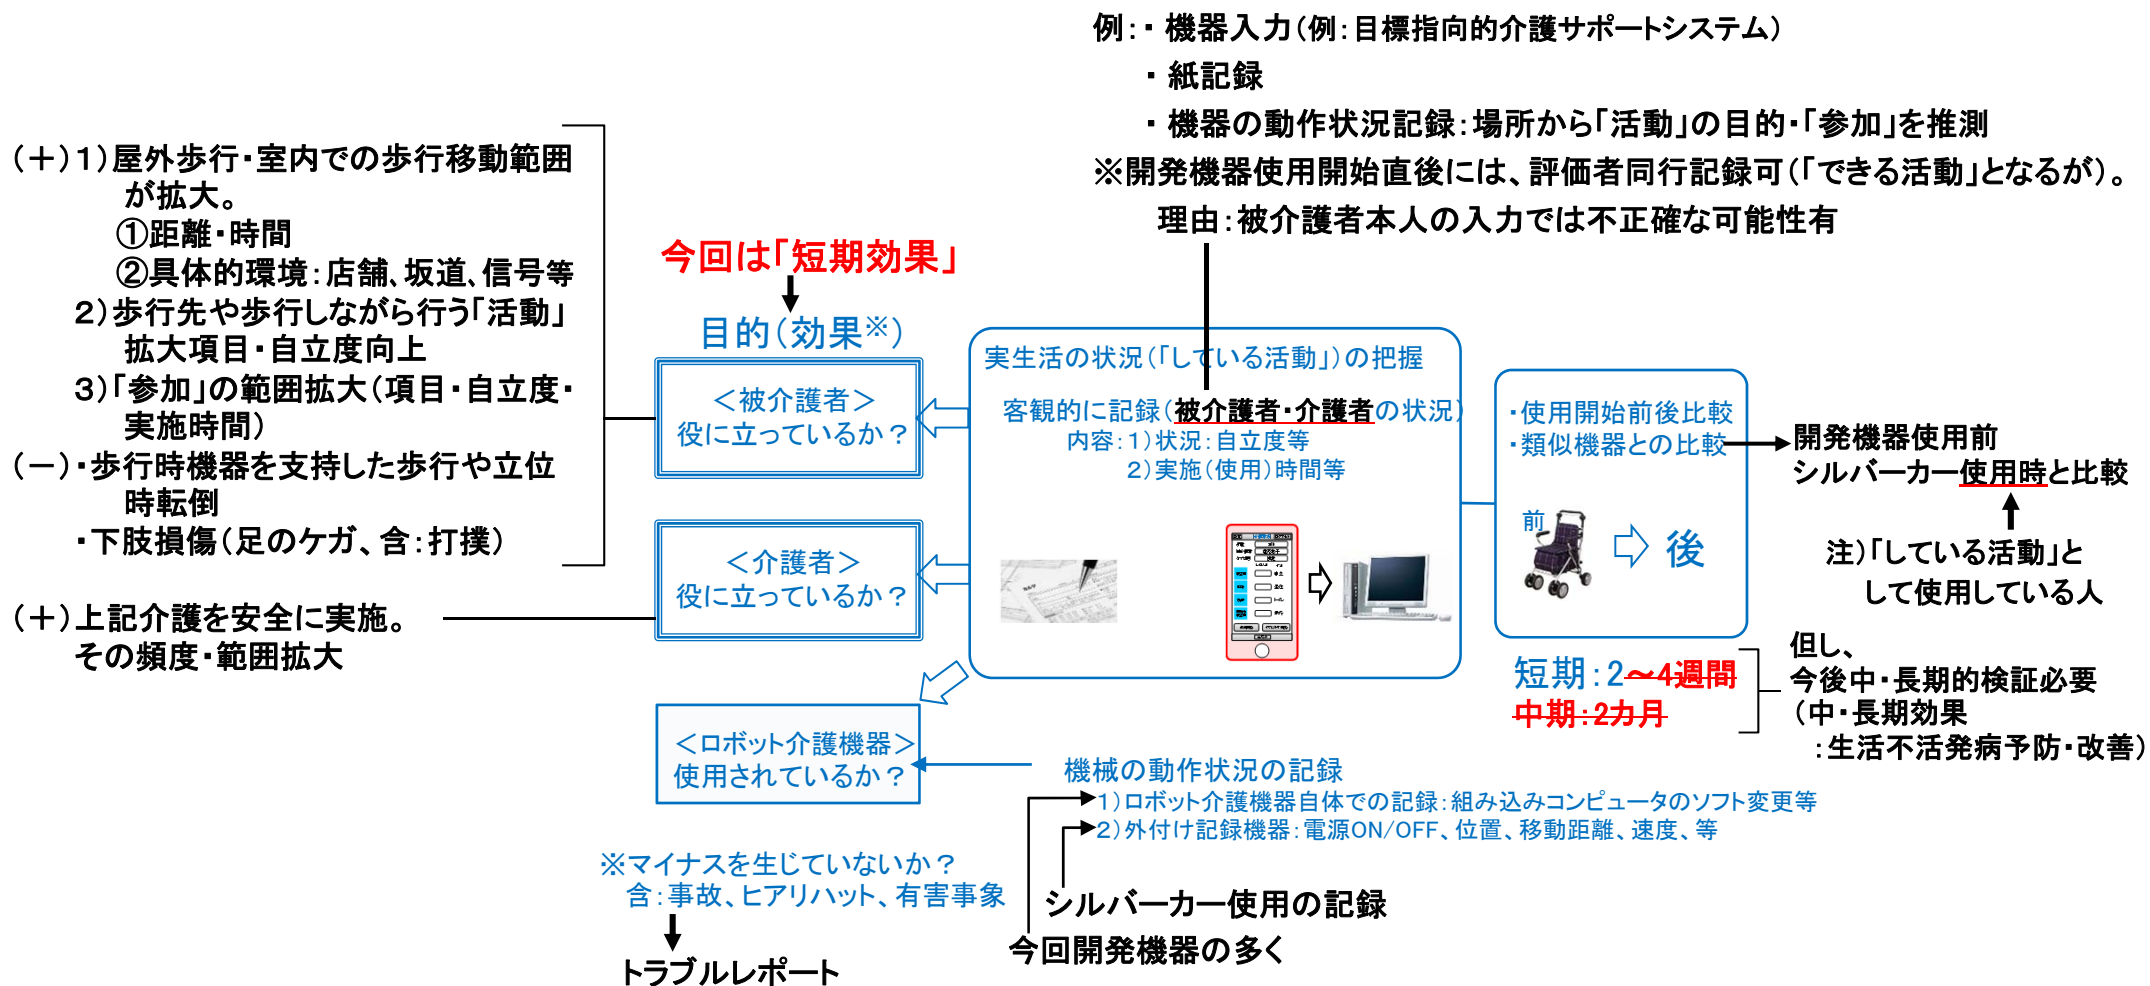 例:・機器入力(例:目標指向的介護サポートシステム)
・紙記録
・機器の動作状況記録:場所から「活動」の目的・「参加」を推測
※開発機器使用開始直後には、評価者同行記録可(「できる活動」となるが)。
理由:被介護者本人の入力では不正確な可能性有
(+)1)屋外歩行・室内での歩行移動範囲
が拡大。
①距離・時間
②具体的環境:店舗、坂道、信号等
2)歩行先や歩行しながら行う「活動」
拡大項目・自立度向上
3)「参加」の範囲拡大(項目・自立度・
実施時間)
(-)・歩行時機器を支持した歩行や立位
時転倒
・下肢損傷(足のケガ、含:打撲)
(+)上記介護を安全に実施。
その頻度・範囲拡大
今回は「短期効果」
目的(効果※)
<被介護者>
役に立っているか?
<介護者>
役に立っているか?
<ロボット介護機器>
使用されているか?
※マイナスを生じていないか?
含:事故、ヒアリハット、有害事象
トラブルレポート
実生活の状況(「している活動」)の把握
客観的に記録(被介護者・介護者の状況)
内容:1)状況:自立度等
2)実施(使用)時間等
機械の動作状況の記録
1)ロボット介護機器自体での記録:組み込みコンピュータのソフト変更等
2)外付け記録機器:電源ON/OFF、位置、移動距離、速度、等
シルバーカー使用の記録
今回開発機器の多く
・使用開始前後比較
・類似機器との比較
前
後
開発機器使用前
シルバーカー使用時と比較
注)「している活動」と
して使用している人
短期:2~4週間
中期:2カ月
但し、
今後中・長期的検証必要
(中・長期効果
:生活不活発病予防・改善)